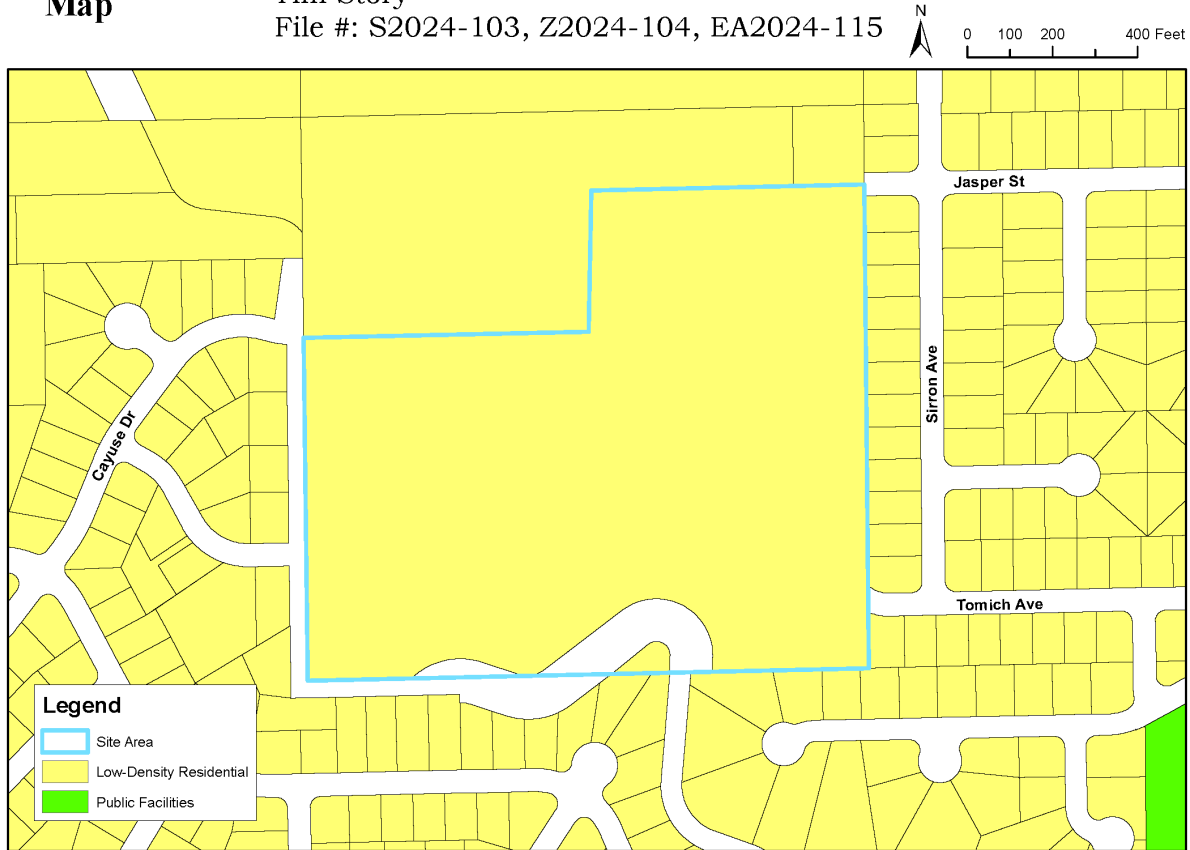 Map
File #: S2024-103, Z2024-104, EA2024-115
N
0 100 200 400 Feet
Jasper St
Sirron Ave
Cayuse Dr
Tomich Ave
Legend
Site Area
Low-Density Residential
Public Facilities